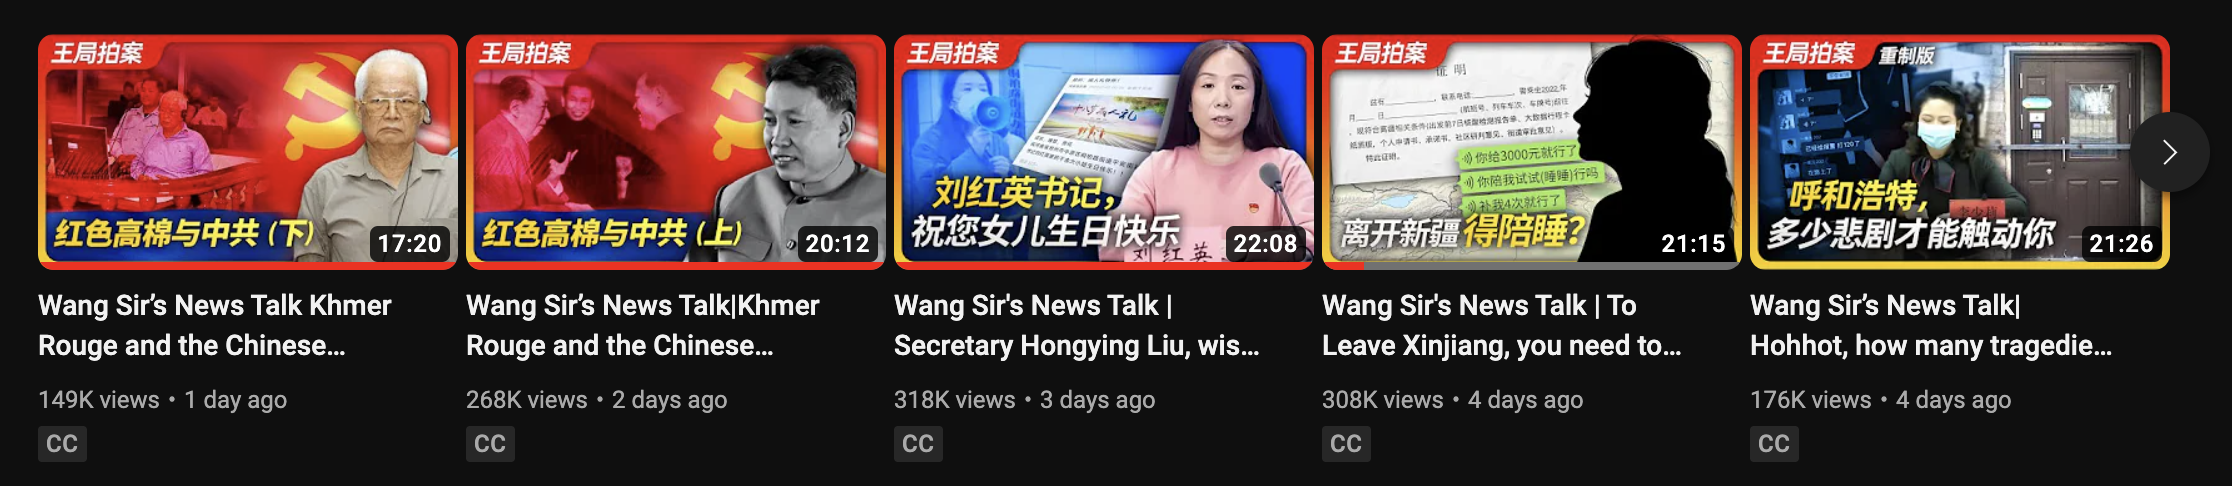 王局拍案
红色高棉与中共(下)
17:20
Wang Sir’s News Talk Khmer
Rouge and the Chinese...
149K views • 1 day ago
CC
王局拍案
红色高棉与中共(上)
20:12
Wang Sir’s News Talk|Khmer
Rouge and the Chinese...
268K views • 2 days ago
CC
王局拍案
刘红英书记，
祝您女儿生日快乐
刘红英
22:08
Wang Sir's News Talk |
Secretary Hongying Liu, wis...
318K views • 3 days ago
CC
王局拍案
证 明
特此证明。
你给3000元就行了
你陪我试试(睡睡)行吗
补我4次就行了
离开新疆得陪睡？
21:15
Wang Sir's News Talk | To
Leave Xinjiang, you need to...
308K views • 4 days ago
CC
王局拍案 重制版
呼和浩特，
多少悲剧才能触动你
21:26
Wang Sir’s News Talk|
Hohhot, how many tragedie...
176K views • 4 days ago
CC